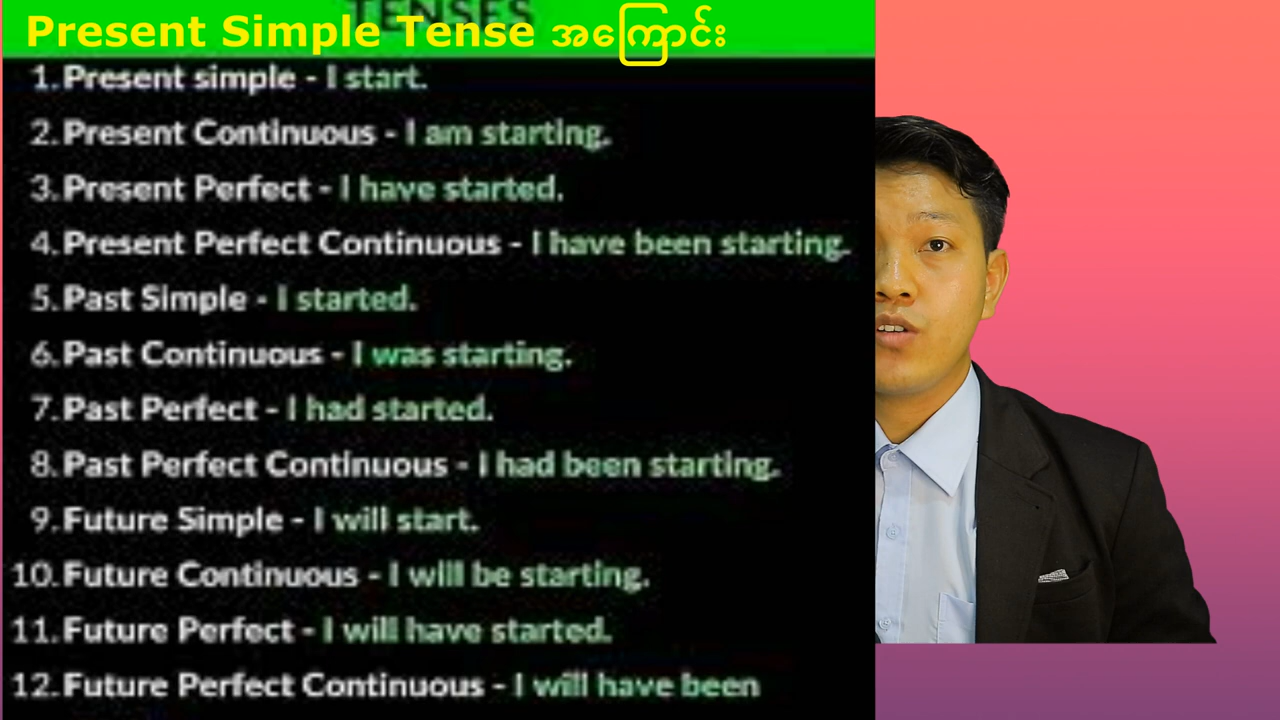 TENSES
Present Simple Tense အကြောင်း
1. Present simple - I start.
2. Present Continuous - I am starting.
3. Present Perfect - I have started.
4. Present Perfect Continuous - I have been starting.
5. Past Simple - I started.
6. Past Continuous - I was starting.
7. Past Perfect - I had started.
8. Past Perfect Continuous - I had been starting.
9. Future Simple - I will start.
10. Future Continuous - I will be starting.
11. Future Perfect - I will have started.
12. Future Perfect Continuous - I will have been